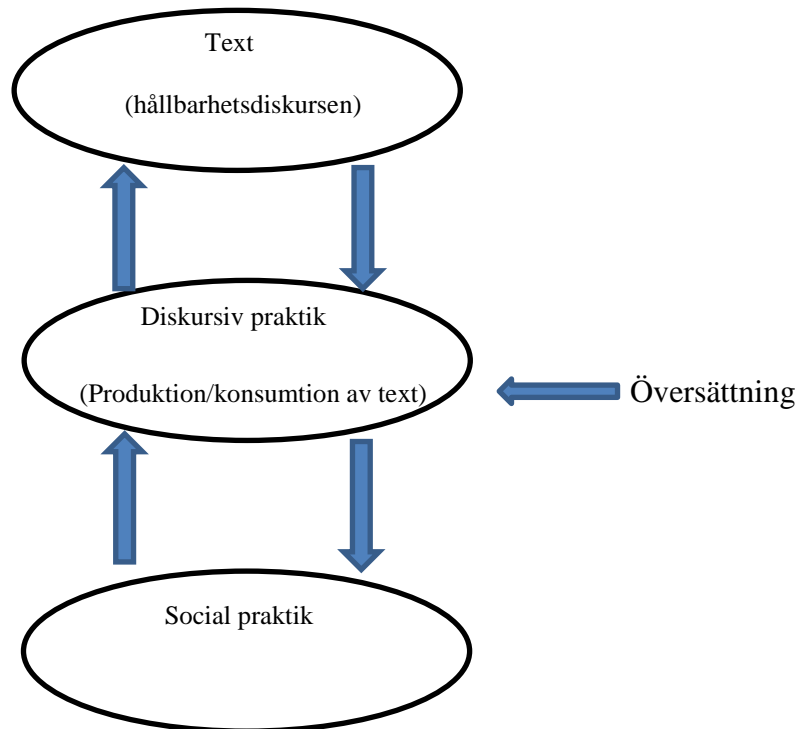 Text
(hållbarhetsdiskursen)
Diskursiv praktik
(Produktion/konsumtion av text)
Översättning
Social praktik